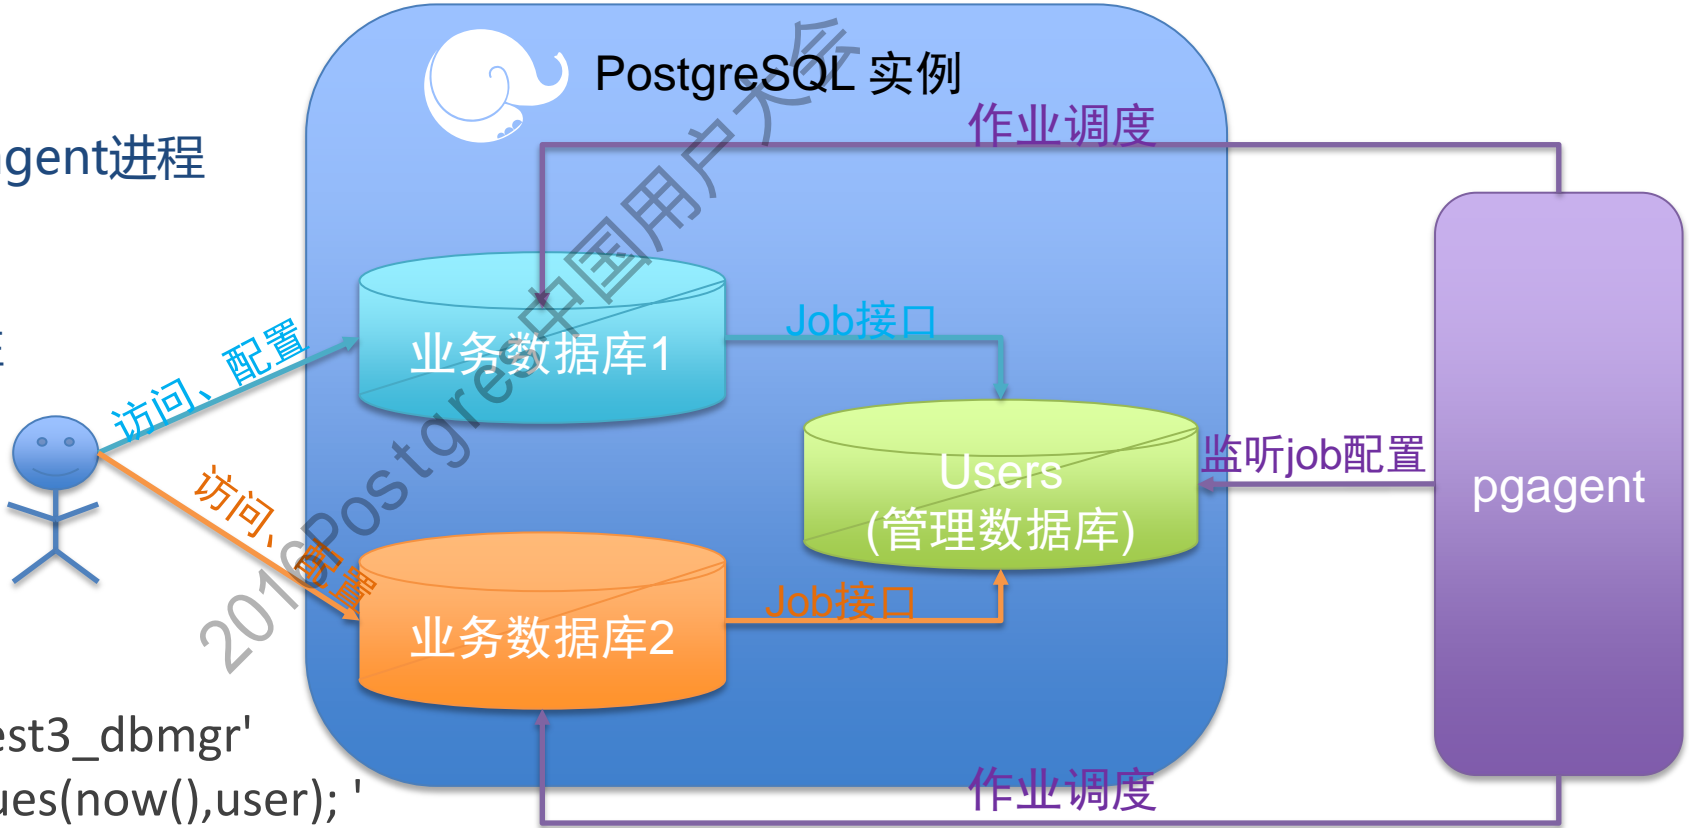 PostgreSQL 实例
作业调度
gent进程
Job接口
访问、配置
业务数据库1
监听job配置
Users
(管理数据库)
pgagent
访问、配置
Job接口
业务数据库2
est3_dbmgr'
ues(now(),user); '
作业调度
2016Postgres中国用户大会